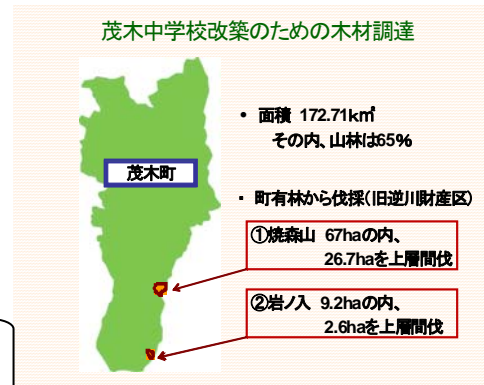 茂木中学校改築のための木材調達
• 面積 172.71k㎡
その内、山林は65%
茂木町
・ 町有林から伐採(旧逆川財産区)
①焼森山 67haの内、
26.7haを上層間伐
②岩ノ入 9.2haの内、
2.6haを上層間伐